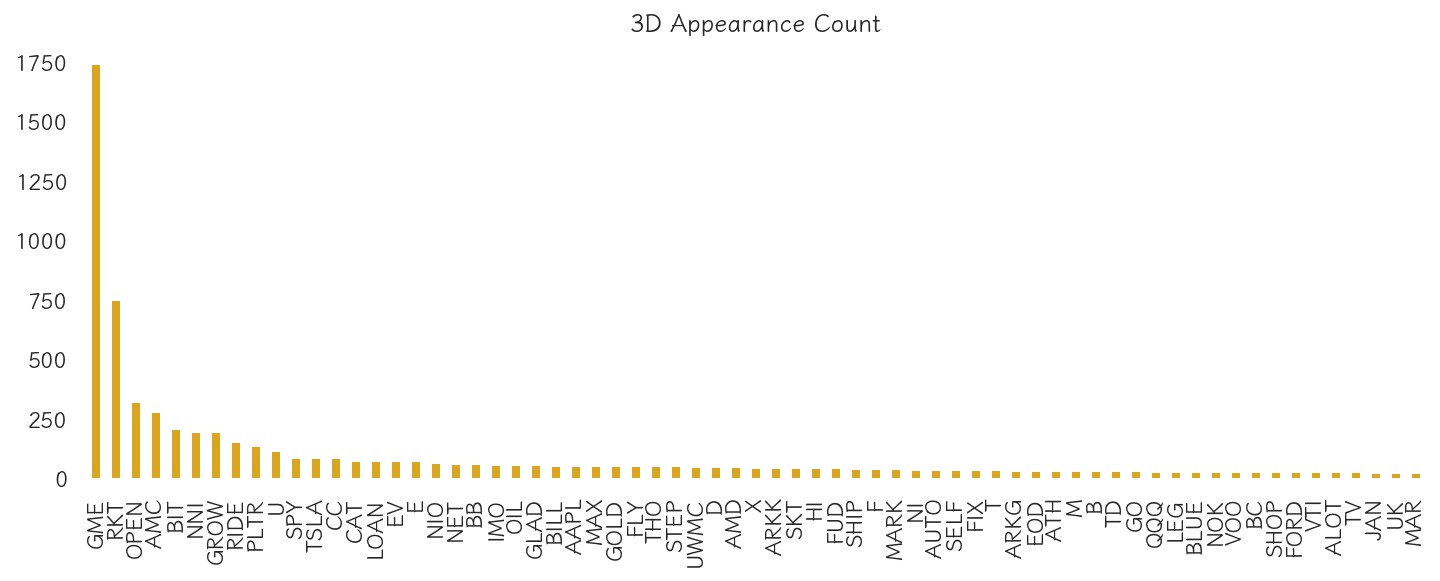 3D Appearance Count
1750
1500
1250
1000
750
500
250
0
GME
RKT
OPEN
AMC
BIT
NNI
GROW
RIDE
PLTR
U
SPY
TSLA
CC
CAT
LOAN
EV
E
NIO
NET
BB
IMO
OIL
GLAD
BILL
AAPL
MAX
GOLD
FLY
THO
STEP
UWMC
D
AMD
X
ARKK
SKT
HI
FUD
SHIP
F
MARK
NI
AUTO
SELF
FIX
T
ARKG
EOD
ATH
M
B
TD
GO
QQQ
LEG
BLUE
NOK
VOO
BC
SHOP
FORD
VTI
ALOT
TV
JAN
UK
MAR